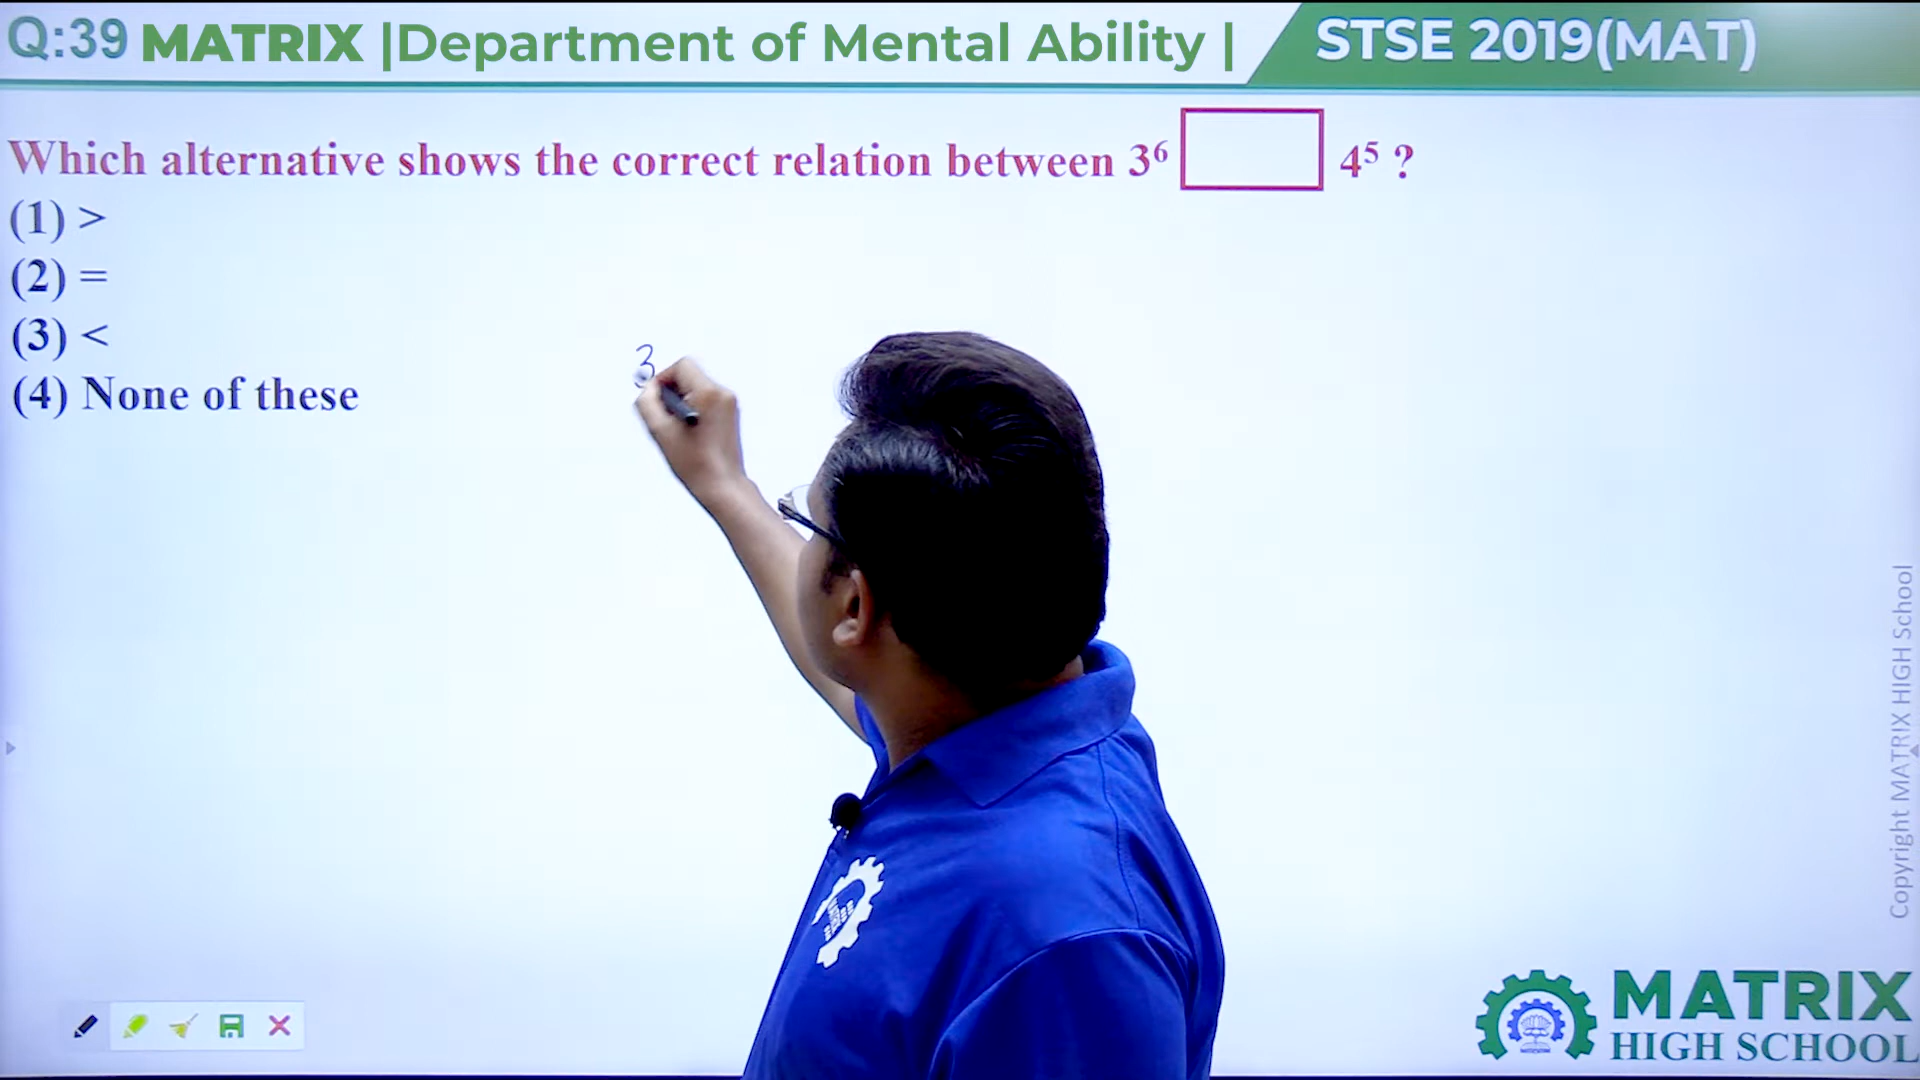 Q:39 MATRIX |Department of Mental Ability | STSE 2019(MAT)
Which alternative shows the correct relation between 3⁶ 4⁵ ?
(1) >
(2) =
(3) <
(4) None of these
3
Copyright MATRIX HIGH School
MATRIX
HIGH SCHOOL